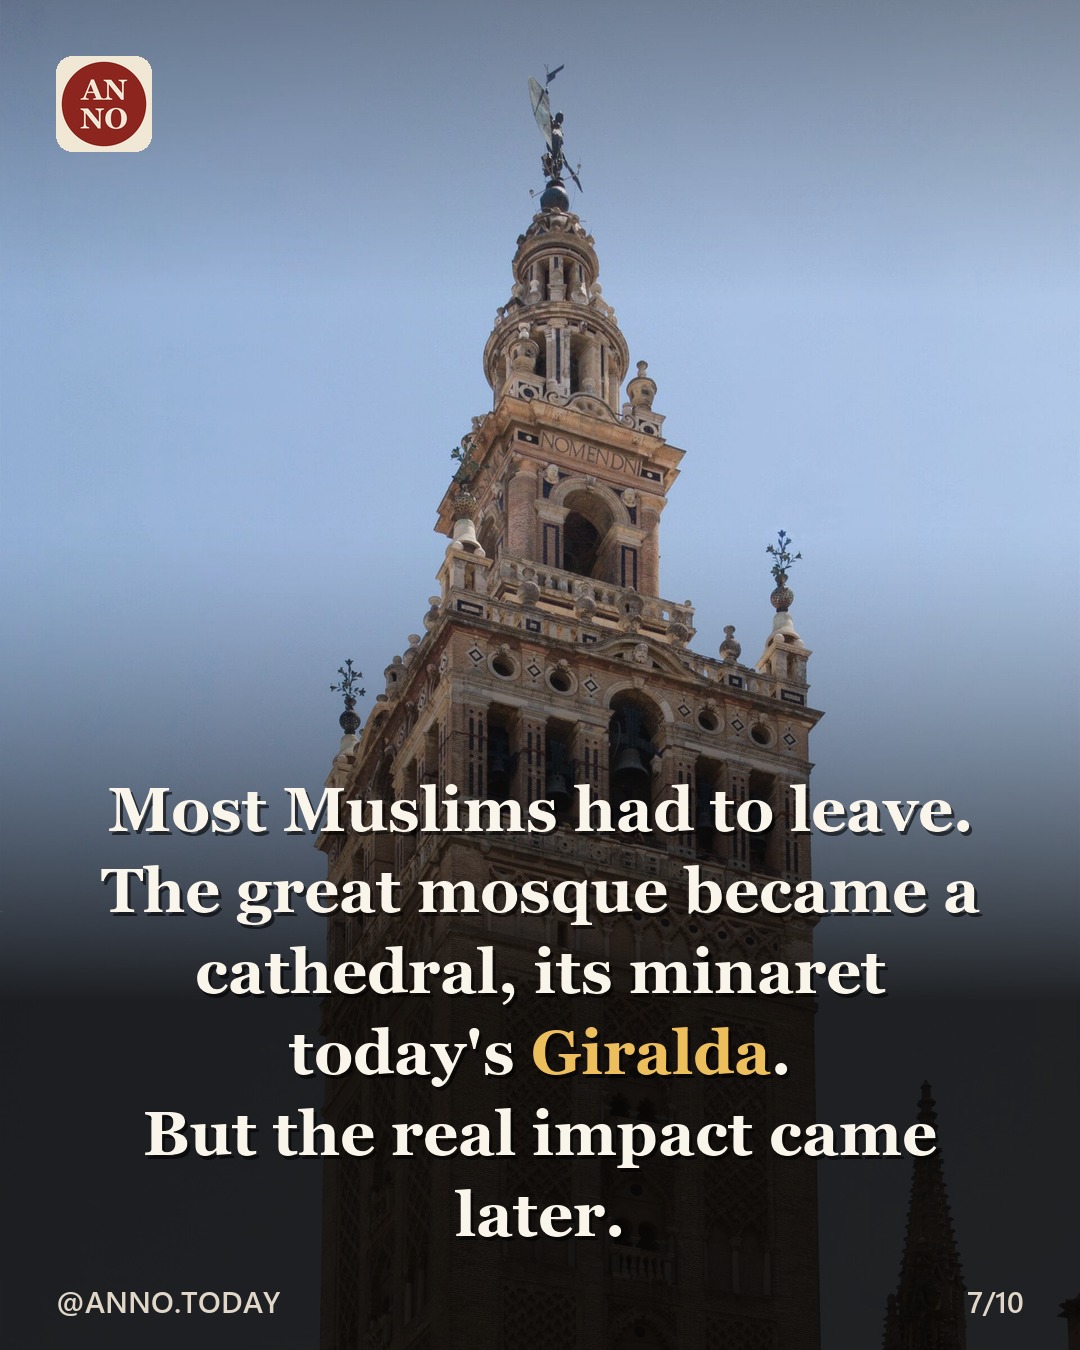 AN
NO
NOMENDNI
Most Muslims had to leave.
The great mosque became a
cathedral, its minaret
today's Giralda.
But the real impact came
later.
@ANNO.TODAY
7/10